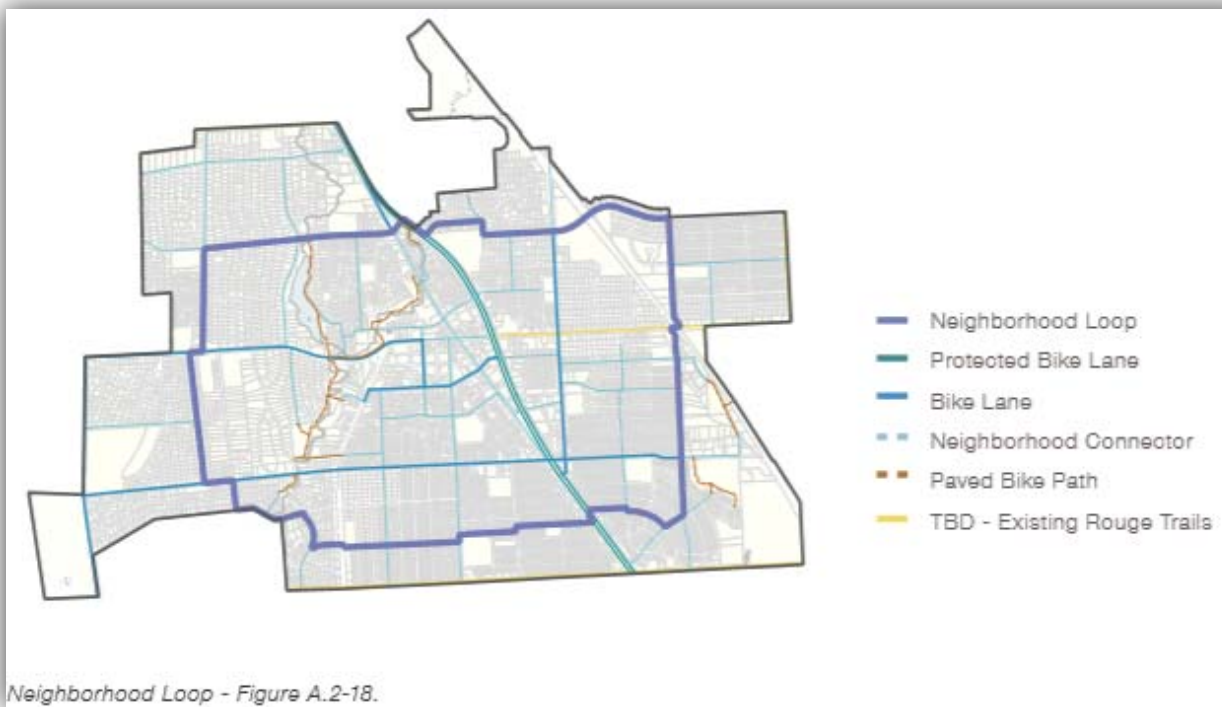 Neighborhood Loop
Protected Bike Lane
Bike Lane
Neighborhood Connector
Paved Bike Path
TBD - Existing Rouge Trails
Neighborhood Loop - Figure A.2-18.